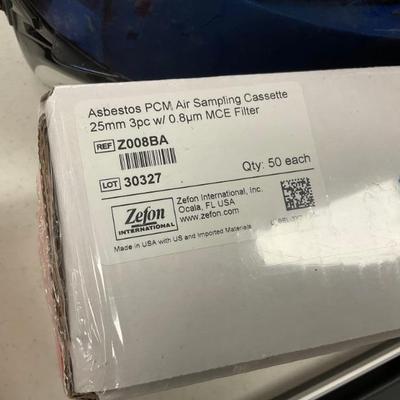 Asbestos PCM Air Sampling Cassette
25mm 3pc w/ 0.8µm MCE Filter
REF Z008BA
Qty: 50 each
LOT 30327
Zefon
INTERNATIONAL
Zefon International, Inc.
Ocala, FL USA
www.zefon.com
Made in USA with US and Imported Materials